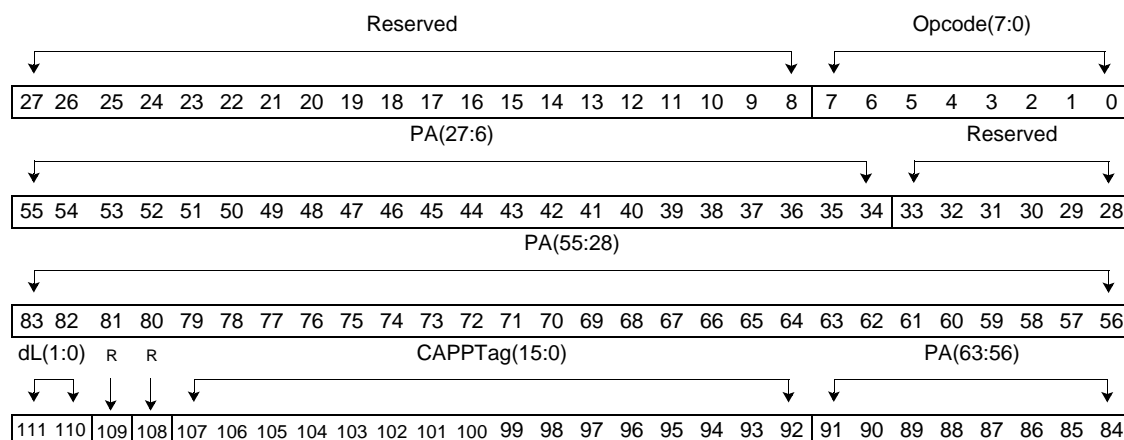 Reserved Opcode(7:0)
27 26 25 24 23 22 21 20 19 18 17 16 15 14 13 12 11 10 9 8 7 6 5 4 3 2 1 0
PA(27:6) Reserved
55 54 53 52 51 50 49 48 47 46 45 44 43 42 41 40 39 38 37 36 35 34 33 32 31 30 29 28
PA(55:28)
83 82 81 80 79 78 77 76 75 74 73 72 71 70 69 68 67 66 65 64 63 62 61 60 59 58 57 56
dL(1:0) R R CAPPTag(15:0) PA(63:56)
111 110 109 108 107 106 105 104 103 102 101 100 99 98 97 96 95 94 93 92 91 90 89 88 87 86 85 84